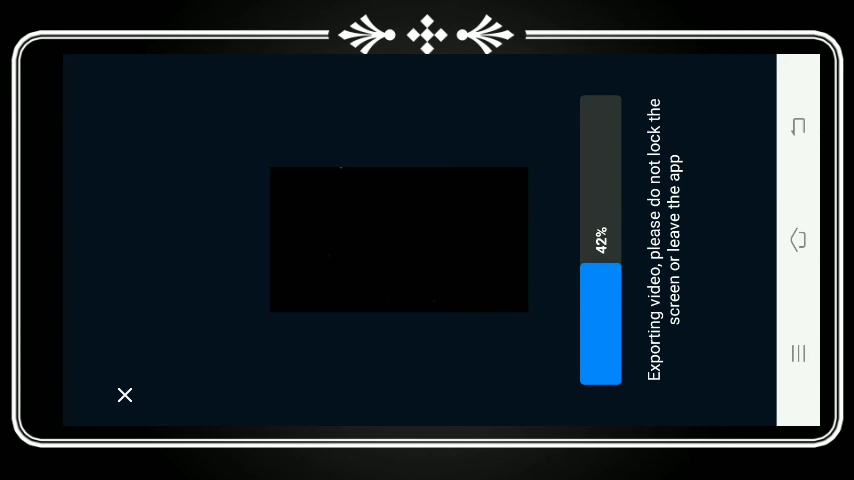 42%
Exporting video, please do not lock the
screen or leave the app